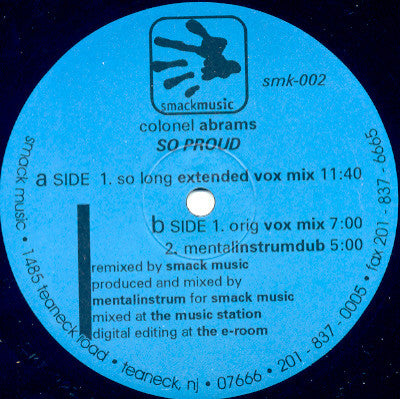 smackmusic
smk-002
colonel abrams
SO PROUD
a SIDE 1. so long extended vox mix 11:40
b SIDE 1. orig vox mix 7:00
2. mentalinstrumdub 5:00
remixed by smack music
produced and mixed by
mentalinstrum for smack music
mixed at the music station
digital editing at the e-room
smack music • 1485 teaneck road • teaneck, nj • 07666 • 201 - 837 - 0005 • fax 201 - 837 - 6665